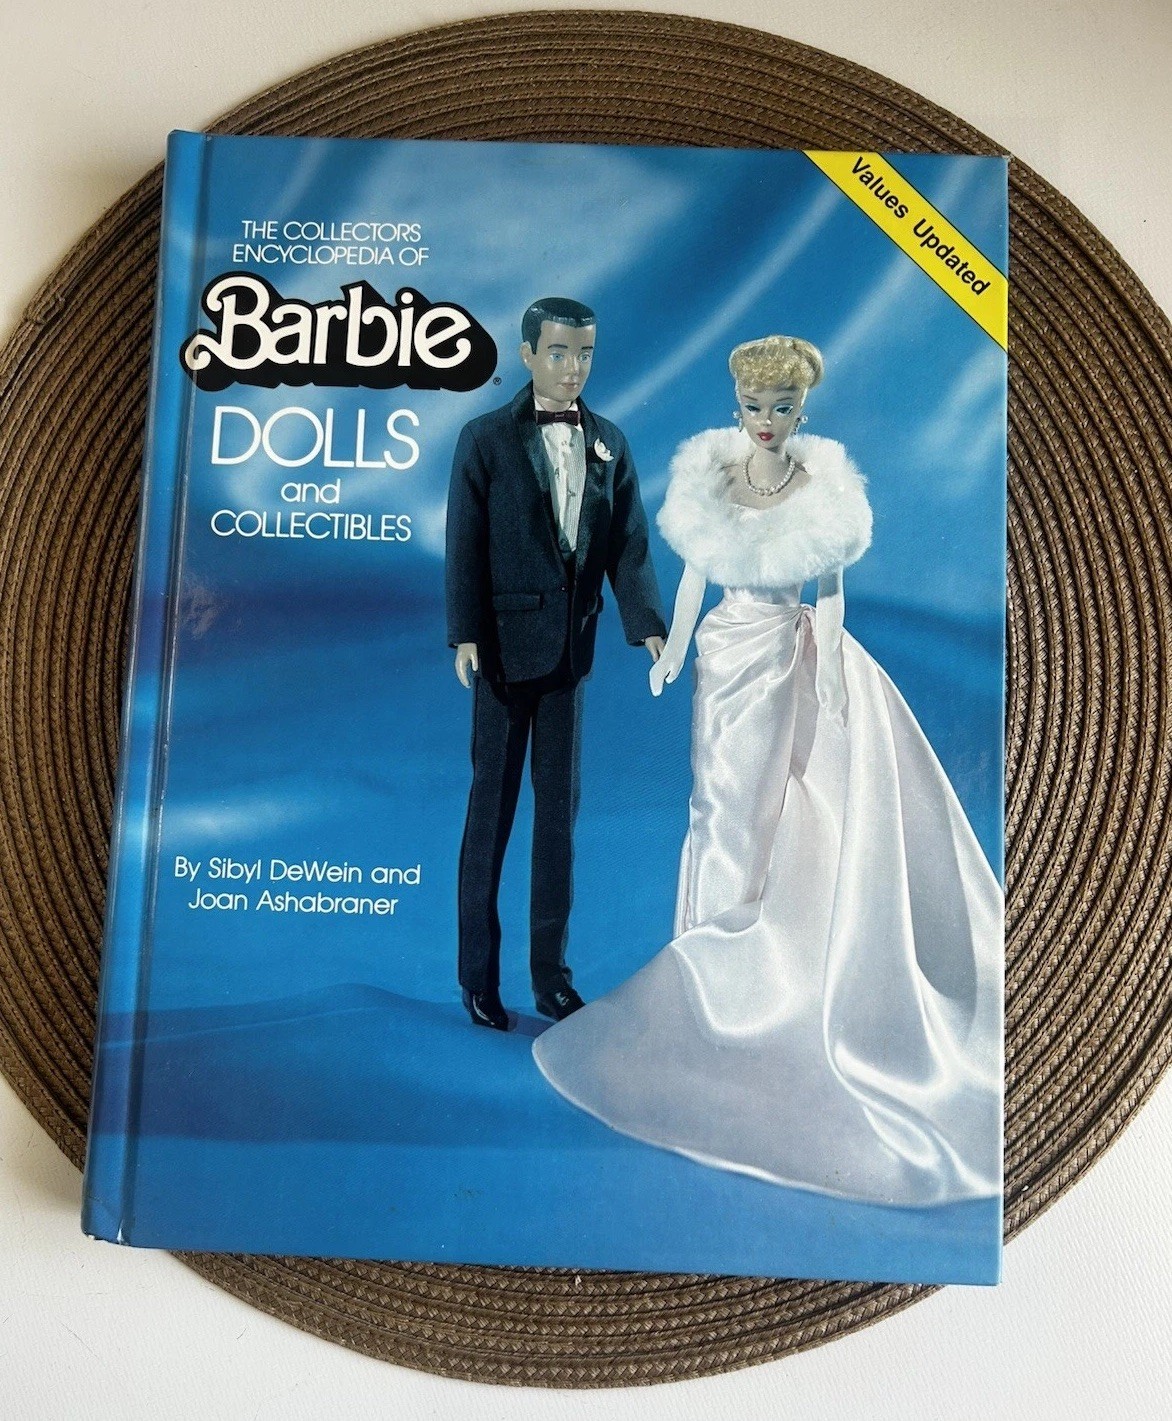 Values Updated
THE COLLECTORS
ENCYCLOPEDIA OF
Barbie®
DOLLS
and
COLLECTIBLES
By Sibyl DeWein and
Joan Ashabraner